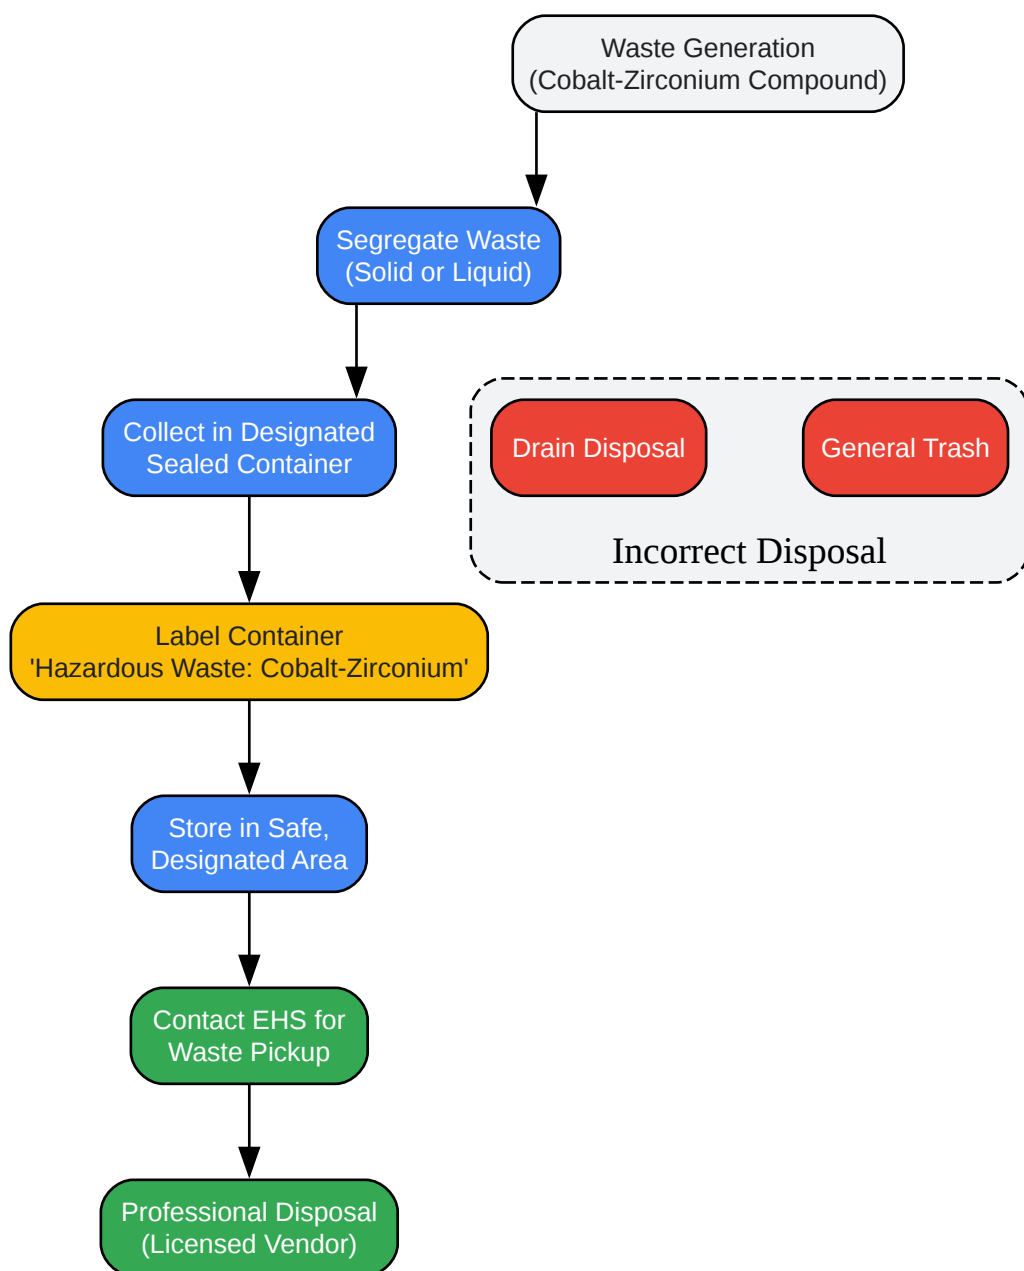 Waste Generation
(Cobalt-Zirconium Compound)
Segregate Waste
(Solid or Liquid)
Collect in Designated
Sealed Container
Drain Disposal
General Trash
Incorrect Disposal
Label Container
'Hazardous Waste: Cobalt-Zirconium'
Store in Safe,
Designated Area
Contact EHS for
Waste Pickup
Professional Disposal
(Licensed Vendor)